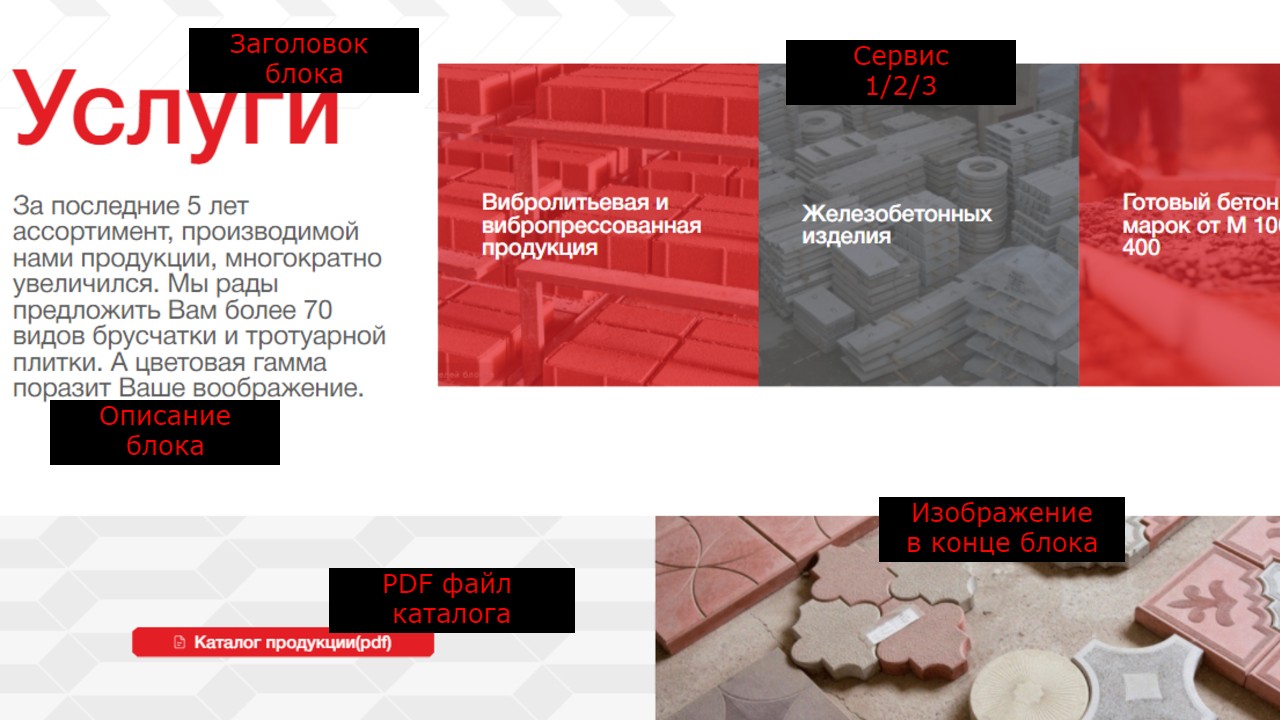 Заголовок
блока
Услуги
За последние 5 лет
ассортимент, производимой
нами продукции, многократно
увеличился. Мы рады
предложить Вам более 70
видов брусчатки и тротуарной
плитки. А цветовая гамма
поразит Ваше воображение.
Описание
блока
Сервис
1/2/3
Вибролитьевая и
вибропрессованная
продукция
Железобетонных
изделия
Готовый бетон
марок от М
400
PDF файл
каталога
Каталог продукции(pdf)
Изображение
в конце блока